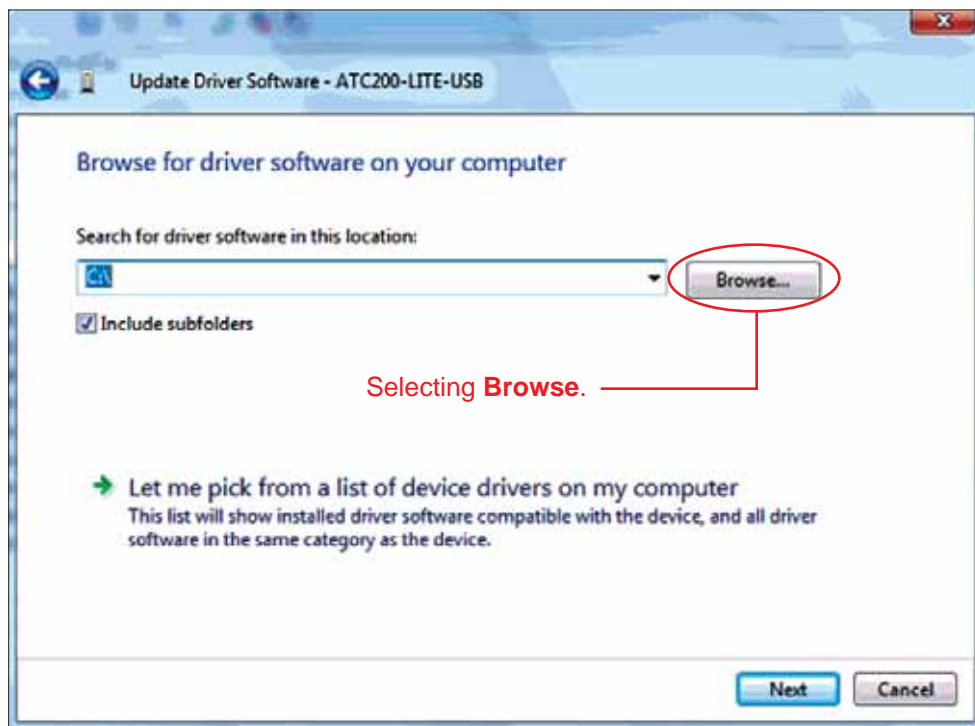 Update Driver Software - ATC200-LITE-USB
Browse for driver software on your computer
Search for driver software in this location:
C:\
Browse...
Include subfolders
Selecting Browse.
Let me pick from a list of device drivers on my computer
This list will show installed driver software compatible with the device, and all driver
software in the same category as the device.
Next
Cancel